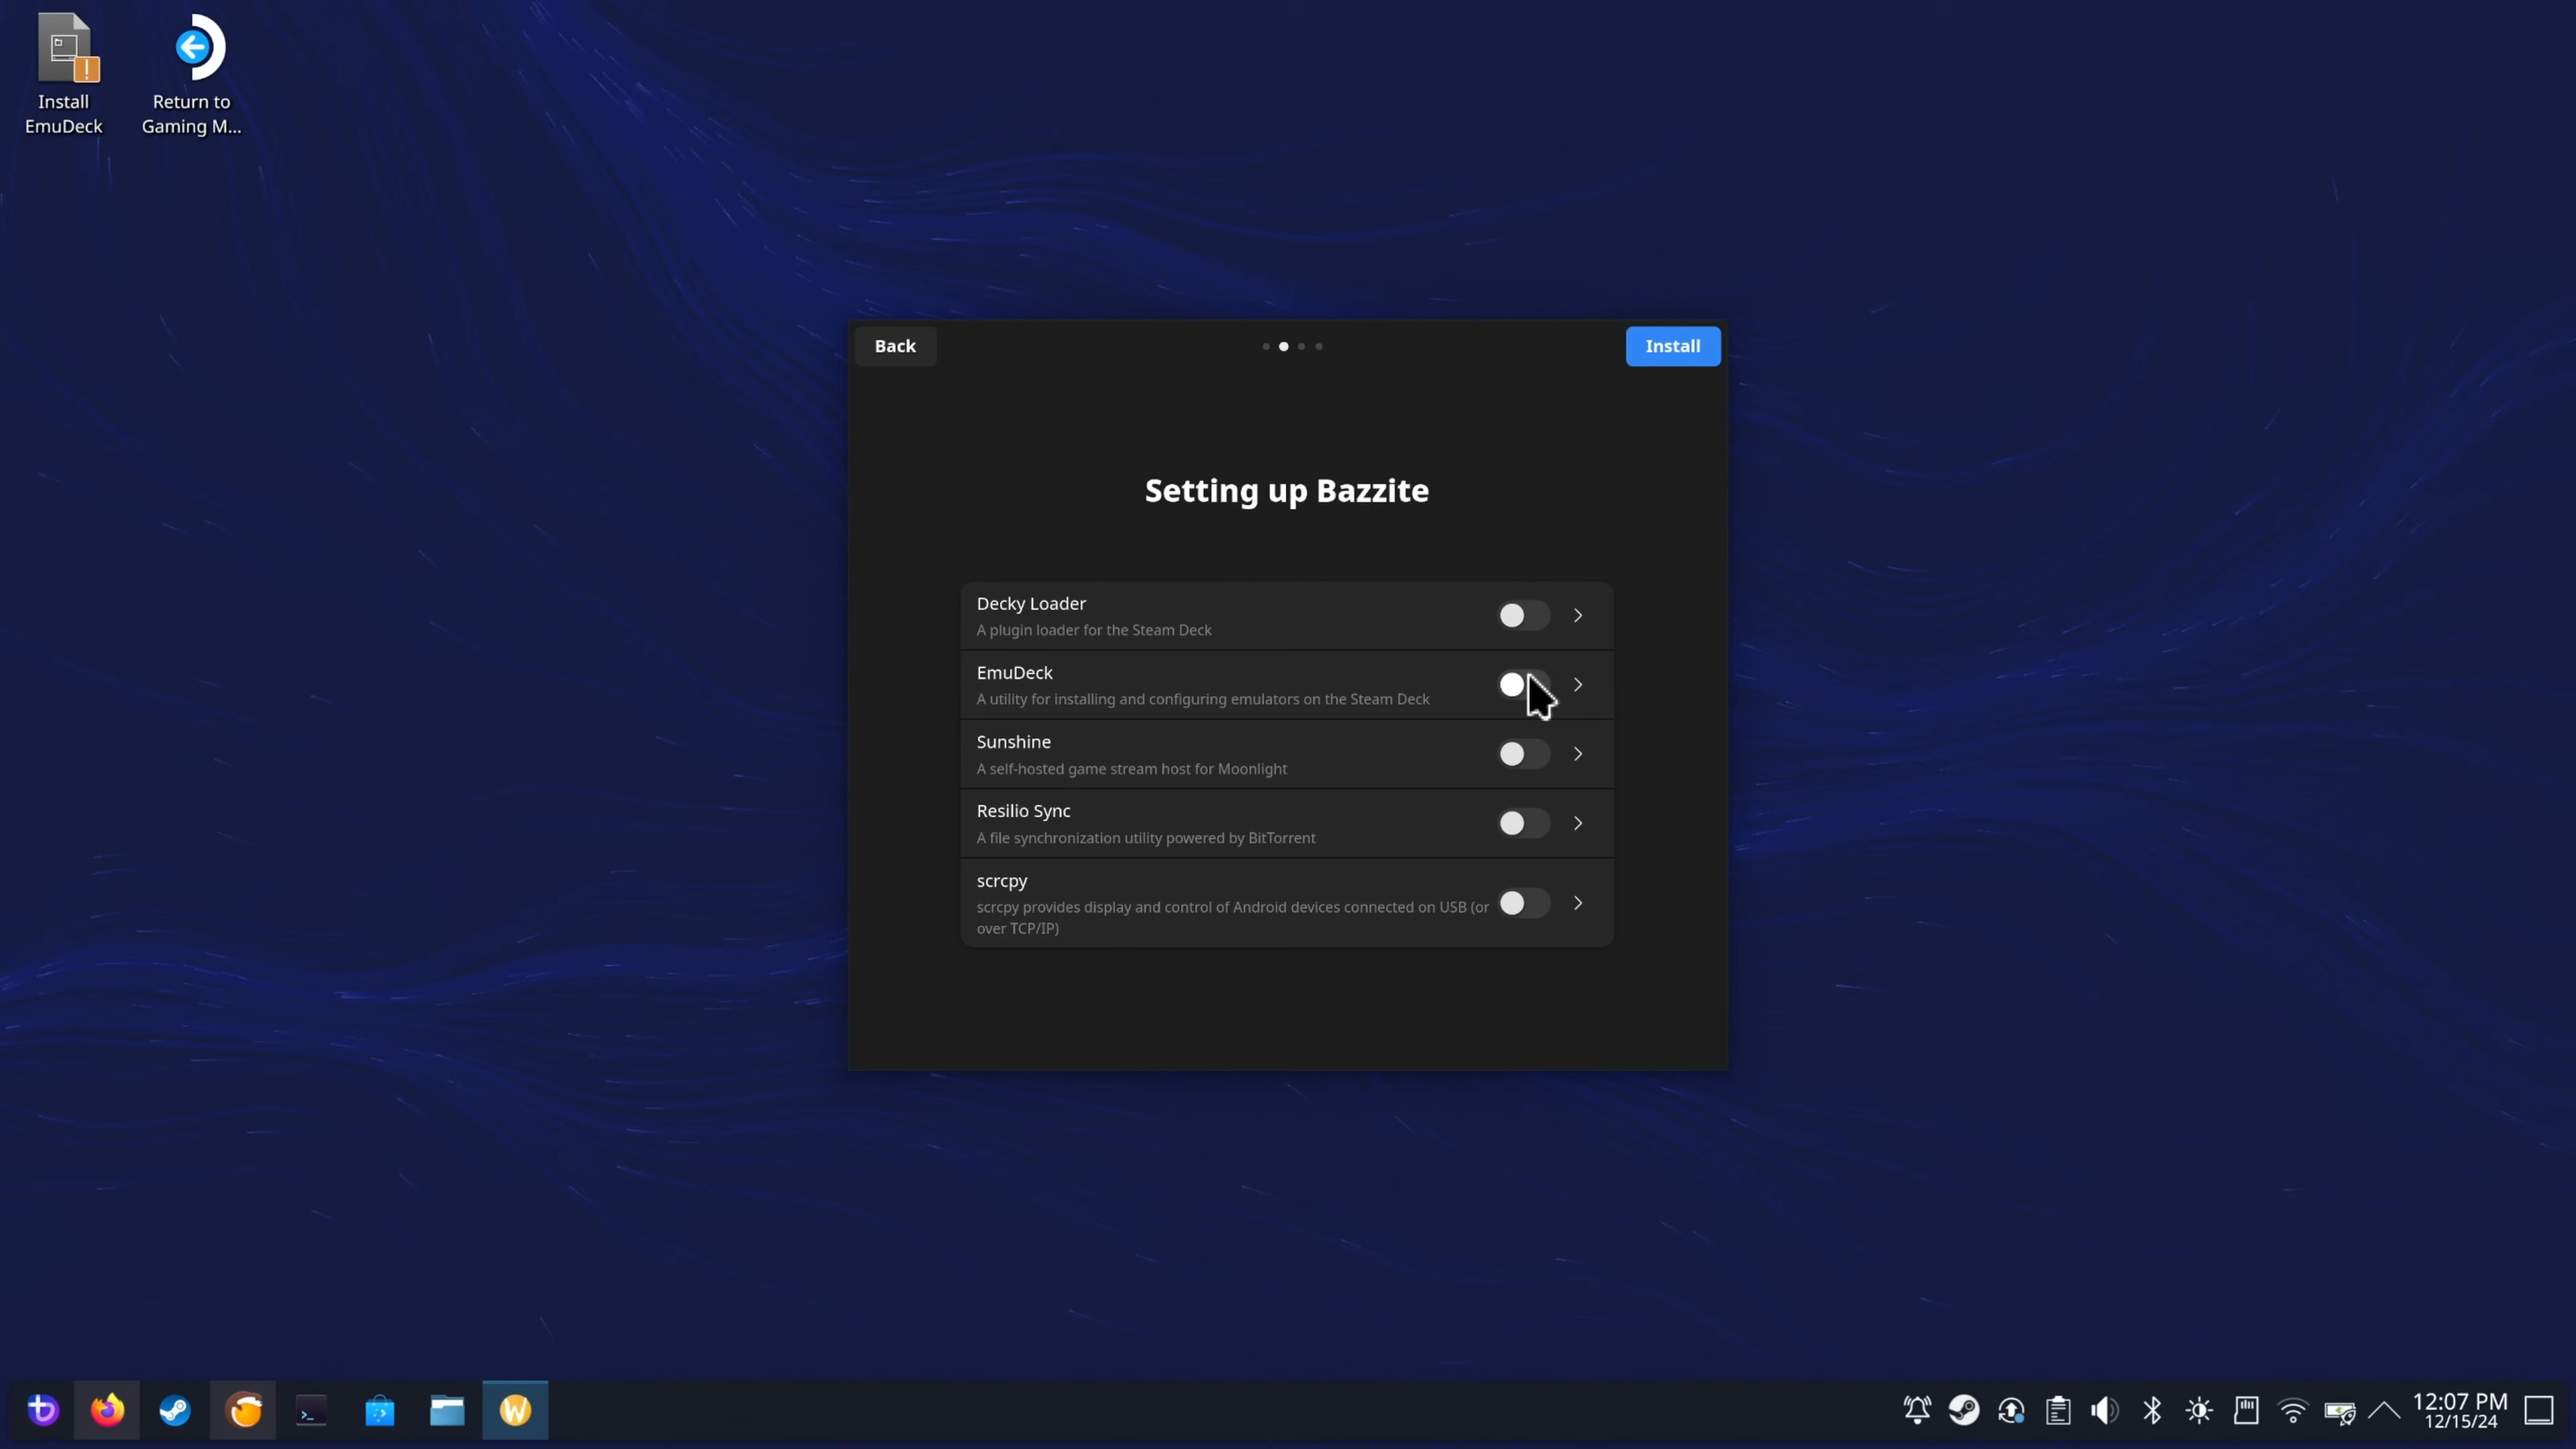 Install
EmuDeck
Return to
Gaming M...
Back
Install
Setting up Bazzite
Decky Loader
A plugin loader for the Steam Deck
EmuDeck
A utility for installing and configuring emulators on the Steam Deck
Sunshine
A self-hosted game stream host for Moonlight
Resilio Sync
A file synchronization utility powered by BitTorrent
scrcpy
scrcpy provides display and control of Android devices connected on USB (or
over TCP/IP)
12:07 PM
12/15/24